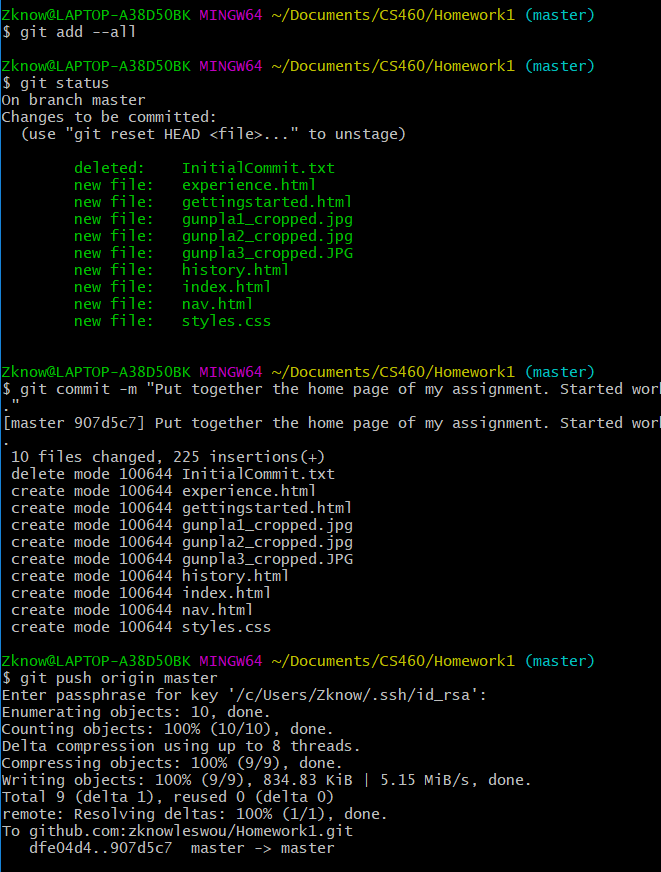 Zknow@LAPTOP-A38D50BK MINGW64 ~/Documents/CS460/Homework1 (master)
$ git add --all

Zknow@LAPTOP-A38D50BK MINGW64 ~/Documents/CS460/Homework1 (master)
$ git status
On branch master
Changes to be committed:
  (use "git reset HEAD <file>..." to unstage)

        deleted:    InitialCommit.txt
        new file:   experience.html
        new file:   gettingstarted.html
        new file:   gunpla1_cropped.jpg
        new file:   gunpla2_cropped.jpg
        new file:   gunpla3_cropped.JPG
        new file:   history.html
        new file:   index.html
        new file:   nav.html
        new file:   styles.css

Zknow@LAPTOP-A38D50BK MINGW64 ~/Documents/CS460/Homework1 (master)
$ git commit -m "Put together the home page of my assignment. Started wor
."
[master 907d5c7] Put together the home page of my assignment. Started wor
.
 10 files changed, 225 insertions(+)
 delete mode 100644 InitialCommit.txt
 create mode 100644 experience.html
 create mode 100644 gettingstarted.html
 create mode 100644 gunpla1_cropped.jpg
 create mode 100644 gunpla2_cropped.jpg
 create mode 100644 gunpla3_cropped.JPG
 create mode 100644 history.html
 create mode 100644 index.html
 create mode 100644 nav.html
 create mode 100644 styles.css

Zknow@LAPTOP-A38D50BK MINGW64 ~/Documents/CS460/Homework1 (master)
$ git push origin master
Enter passphrase for key '/c/Users/Zknow/.ssh/id_rsa':
Enumerating objects: 10, done.
Counting objects: 100% (10/10), done.
Delta compression using up to 8 threads.
Compressing objects: 100% (9/9), done.
Writing objects: 100% (9/9), 834.83 KiB | 5.15 MiB/s, done.
Total 9 (delta 1), reused 0 (delta 0)
remote: Resolving deltas: 100% (1/1), done.
To github.com:zknowleswou/Homework1.git
   dfe04d4..907d5c7  master -> master